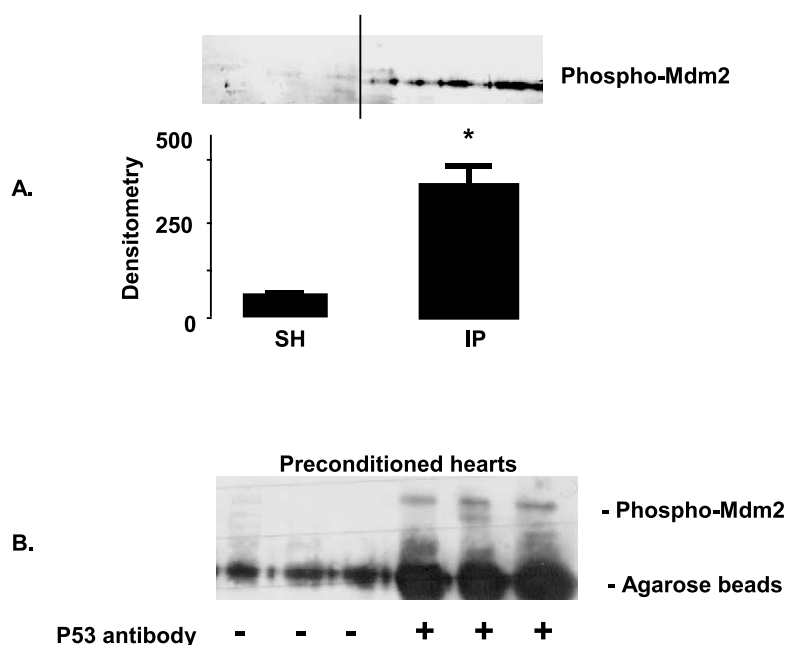 Phospho-Mdm2
A.
Densitometry
500
250
0
*
SH
IP
Preconditioned hearts
B.
- Phospho-Mdm2
- Agarose beads
P53 antibody - - - + + +